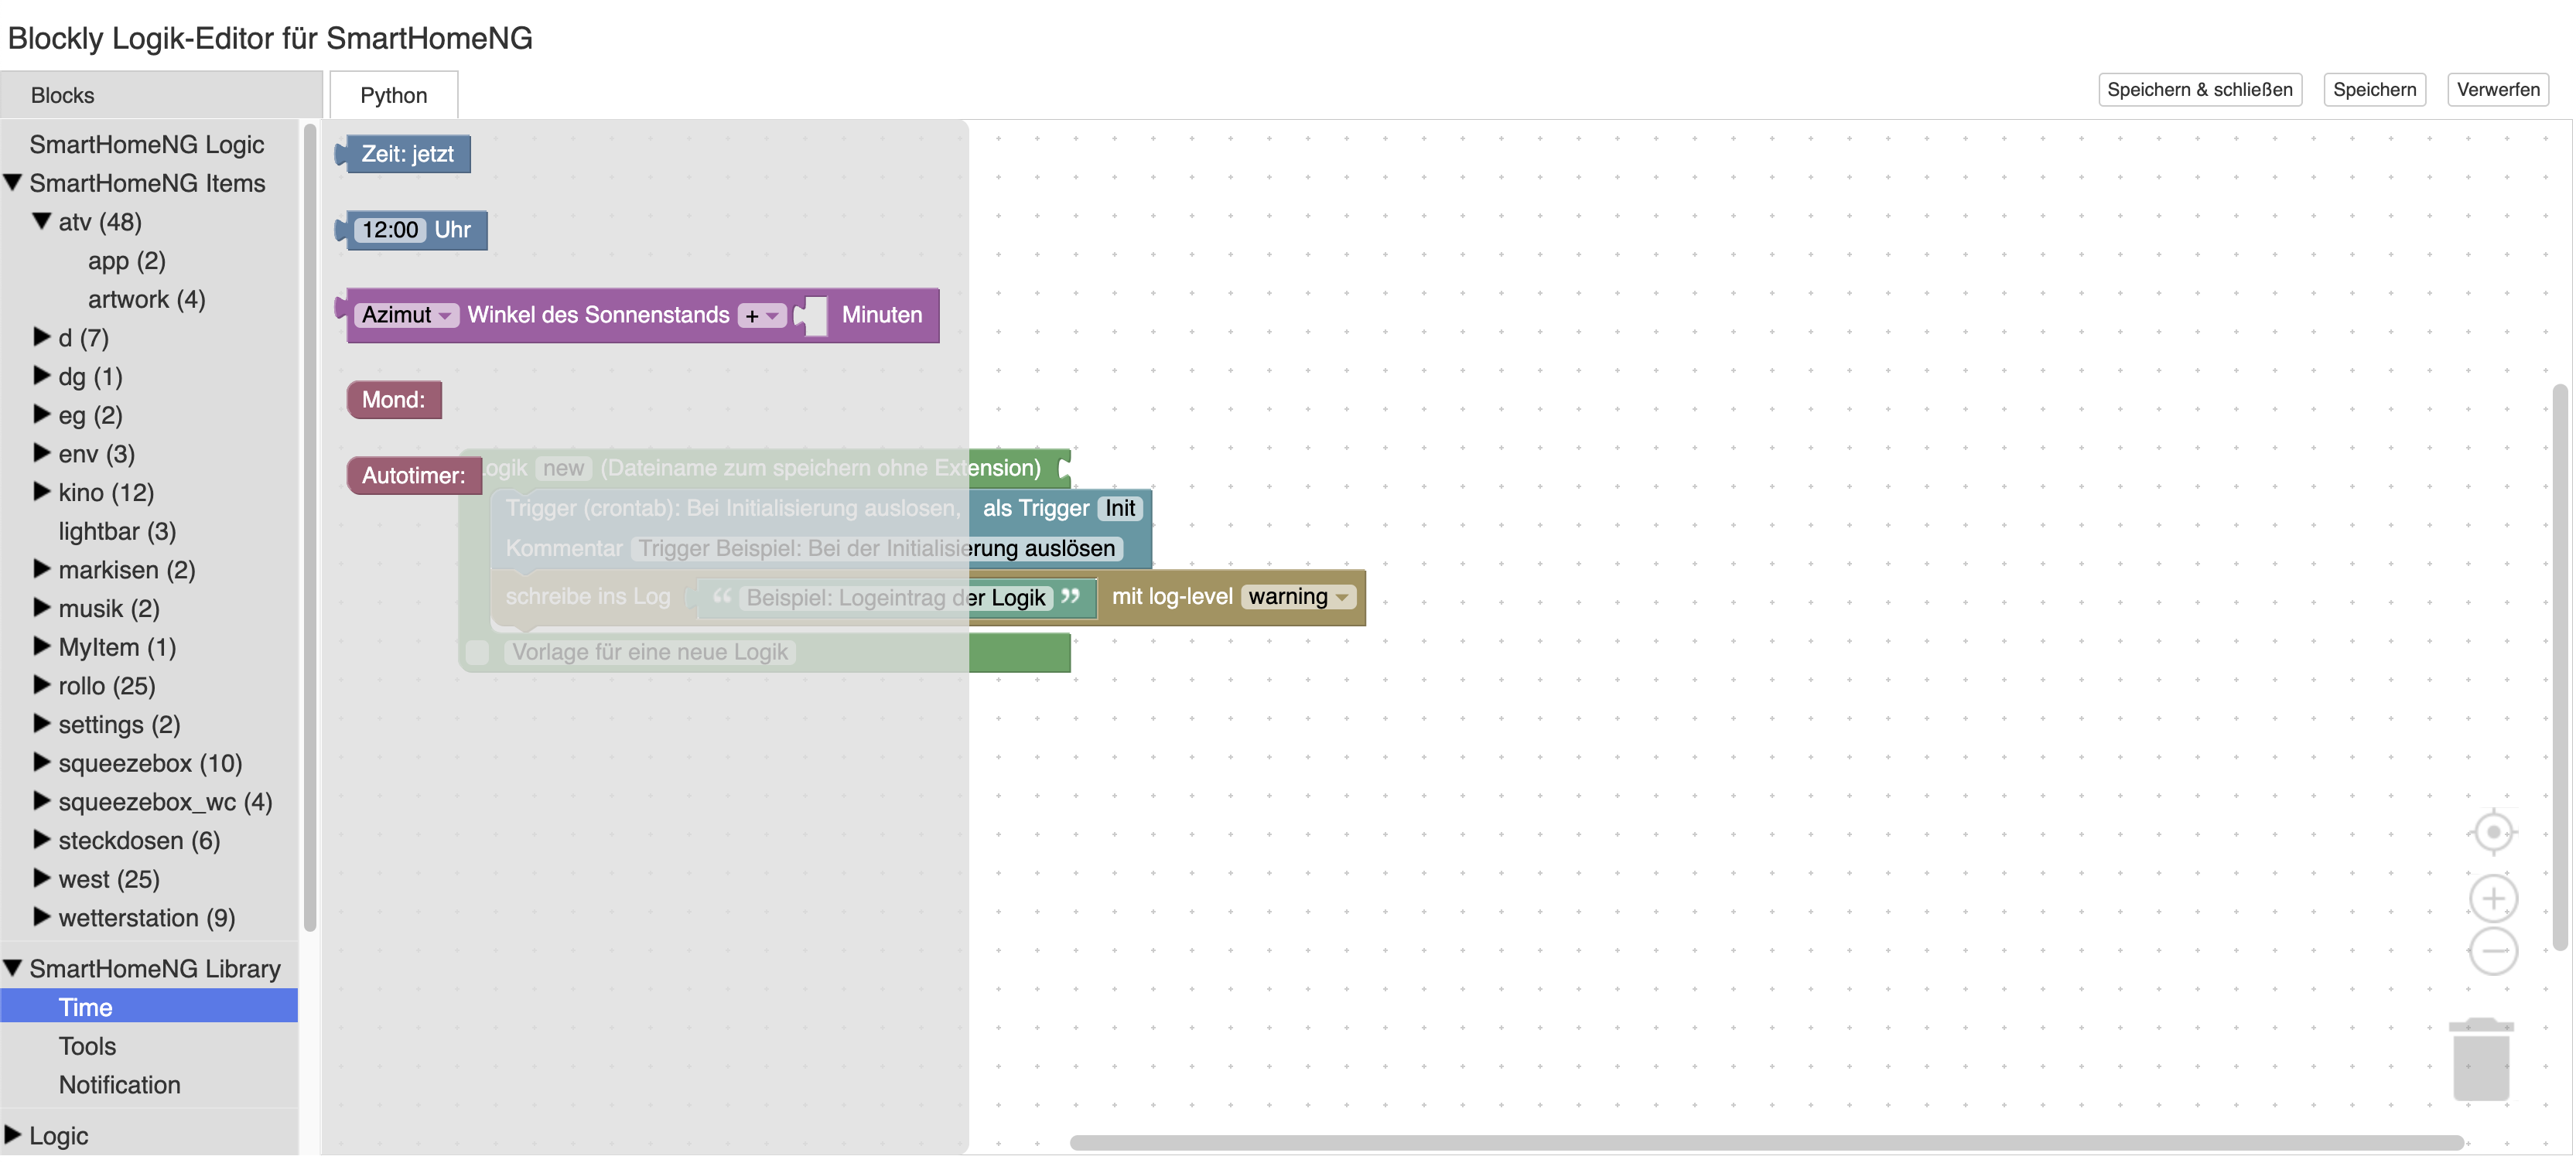 Blockly Logik-Editor für SmartHomeNG
Blocks
Python
Speichern & schließen
Speichern
Verwerfen
SmartHomeNG Logic
SmartHomeNG Items
atv (48)
app (2)
artwork (4)
d (7)
dg (1)
eg (2)
env (3)
kino (12)
lightbar (3)
markisen (2)
musik (2)
MyItem (1)
rollo (25)
settings (2)
squeezebox (10)
squeezebox_wc (4)
steckdosen (6)
west (25)
wetterstation (9)
SmartHomeNG Library
Time
Tools
Notification
Logic
Zeit: jetzt
12:00 Uhr
Azimut Winkel des Sonnenstands + Minuten
Mond:
Autotimer:
ogik new (Dateiname zum speichern ohne Extension)
Trigger (crontab): Bei Initialisierung auslosen, als Trigger Init
Kommentar Trigger Beispiel: Bei der Initialisierung auslösen
schreibe ins Log “ Beispiel: Logeintrag der Logik ” mit log-level warning
Vorlage für eine neue Logik